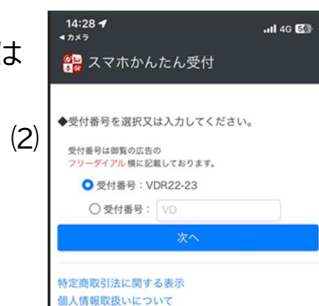 14:28
◀カメラ
4G 56
は
スマホかんたん受付
◆受付番号を選択又は入力してください。
(2)
受付番号は御覧の広告の
フリーダイアル横に記載しております。
受付番号：VDR22-23
受付番号： VD
次へ
特定商取引法に関する表示
個人情報取扱いについて